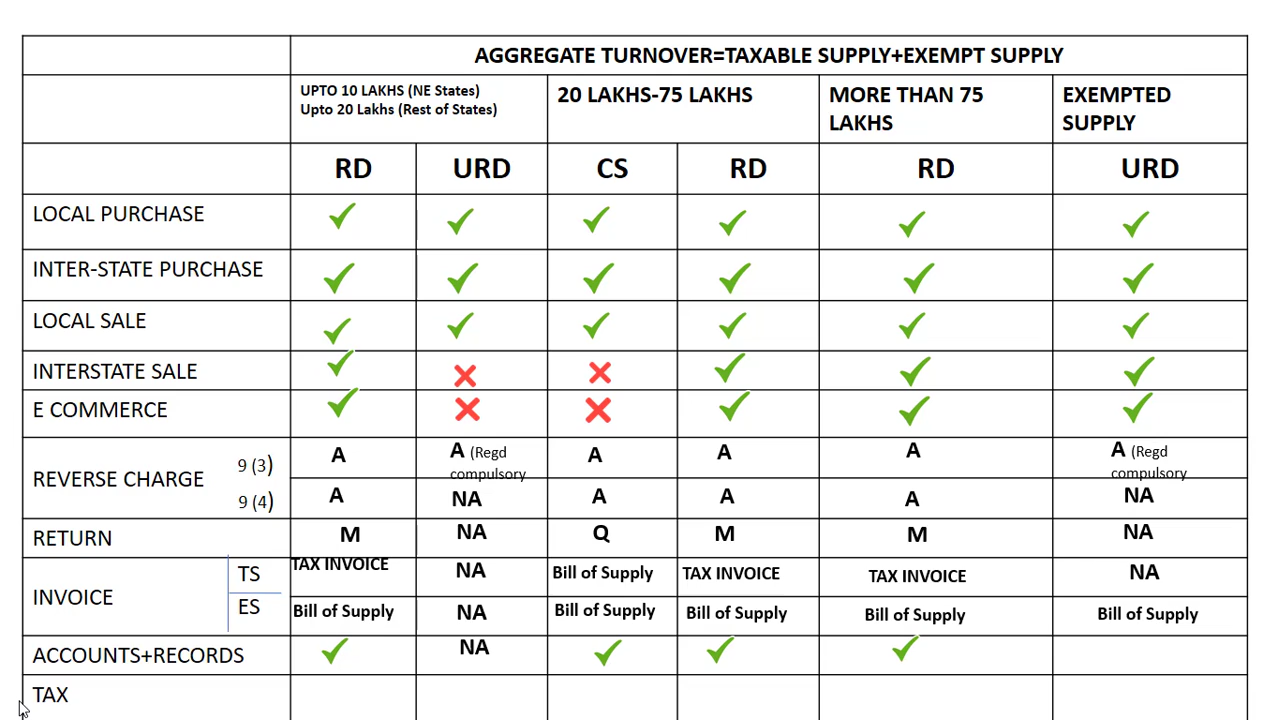 AGGREGATE TURNOVER=TAXABLE SUPPLY+EXEMPT SUPPLY
UPTO 10 LAKHS (NE States)
Upto 20 Lakhs (Rest of States)
20 LAKHS-75 LAKHS
MORE THAN 75
LAKHS
EXEMPTED
SUPPLY
RD URD CS RD RD URD
LOCAL PURCHASE
INTER-STATE PURCHASE
LOCAL SALE
INTERSTATE SALE
E COMMERCE
REVERSE CHARGE
9 (3) A A (Regd compulsory A A A A (Regd compulsory
9 (4) A NA A A A NA
RETURN M NA Q M M NA
INVOICE
TS TAX INVOICE NA Bill of Supply TAX INVOICE TAX INVOICE NA
ES Bill of Supply NA Bill of Supply Bill of Supply Bill of Supply Bill of Supply
ACCOUNTS+RECORDS NA
TAX